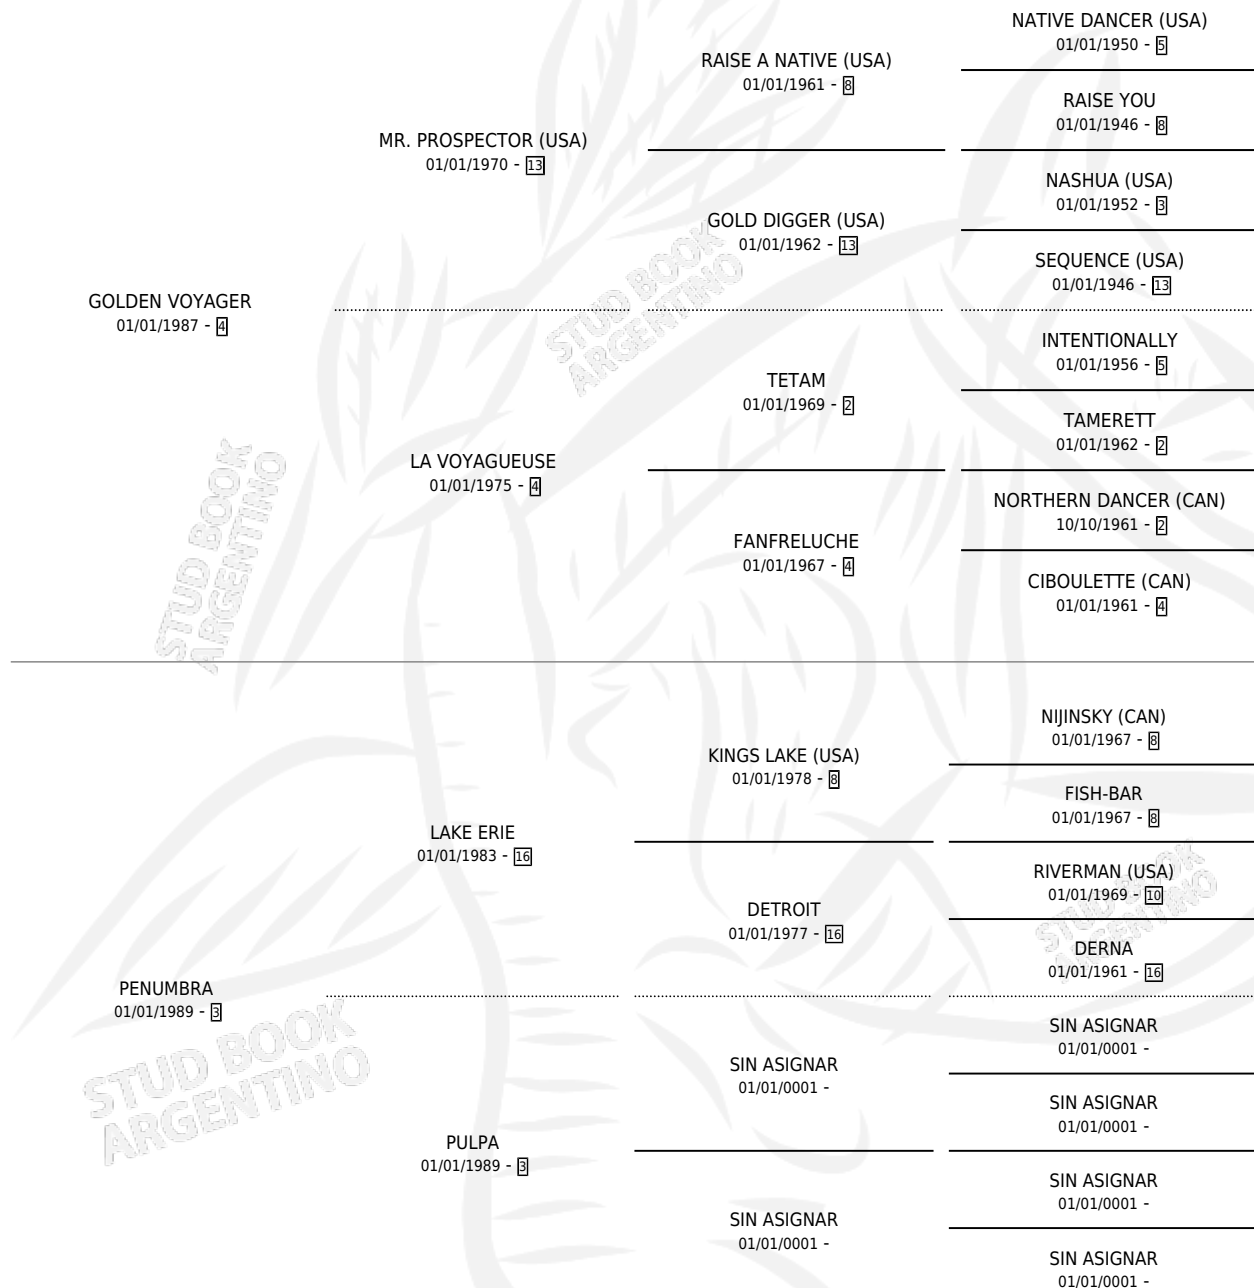 NATIVE DANCER (USA)
01/01/1950 - 5
RAISE A NATIVE (USA)
01/01/1961 - 8
RAISE YOU
01/01/1946 - 8
MR. PROSPECTOR (USA)
01/01/1970 - 13
NASHUA (USA)
01/01/1952 - 3
GOLD DIGGER (USA)
01/01/1962 - 13
SEQUENCE (USA)
01/01/1946 - 13
GOLDEN VOYAGER
01/01/1987 - 4
INTENTIONALLY
01/01/1956 - 5
TETAM
01/01/1969 - 2
TAMERETT
01/01/1962 - 2
LA VOYAGUEUSE
01/01/1975 - 4
NORTHERN DANCER (CAN)
10/10/1961 - 2
FANFRELUCHE
01/01/1967 - 4
CIBOULETTE (CAN)
01/01/1961 - 4
NIJINSKY (CAN)
01/01/1967 - 8
KINGS LAKE (USA)
01/01/1978 - 8
FISH-BAR
01/01/1967 - 8
LAKE ERIE
01/01/1983 - 16
RIVERMAN (USA)
01/01/1969 - 10
DETROIT
01/01/1977 - 16
DERNA
01/01/1961 - 16
PENUMBRA
01/01/1989 - 3
SIN ASIGNAR
01/01/0001 -
SIN ASIGNAR
01/01/0001 -
SIN ASIGNAR
01/01/0001 -
PULPA
01/01/1989 - 3
SIN ASIGNAR
01/01/0001 -
SIN ASIGNAR
01/01/0001 -
SIN ASIGNAR
01/01/0001 -
STUD BOOK
ARGENTINO
STUD BOOK
ARGENTINO
STUD BOOK
ARGENTINO
STUD BOOK
ARGENTINO